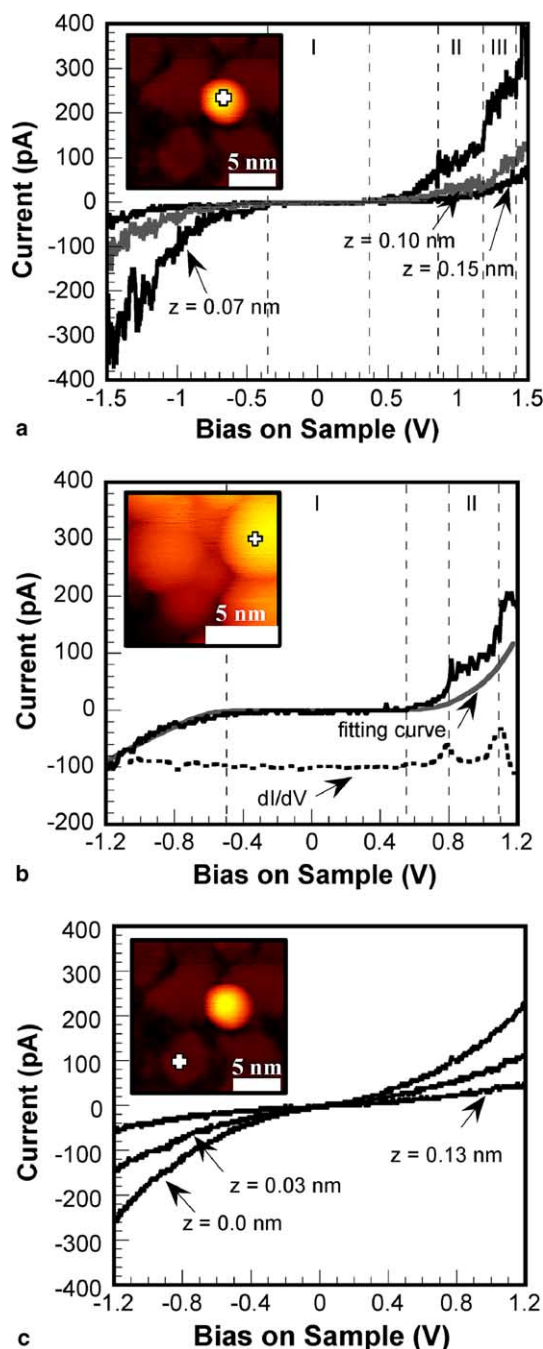 400
300
200
100
0
-100
-200
-300
-400
Current (pA)
I
II
III
5 nm
z = 0.10 nm
z = 0.15 nm
z = 0.07 nm
-1.5
-1
-0.5
0
0.5
1
1.5
Bias on Sample (V)
a
400
300
200
100
0
-100
-200
Current (pA)
I
II
5 nm
fitting curve
dI/dV
-1.2
-0.8
-0.4
0
0.4
0.8
1.2
Bias on Sample (V)
b
400
300
200
100
0
-100
-200
-300
-400
Current (pA)
5 nm
z = 0.13 nm
z = 0.03 nm
z = 0.0 nm
-1.2
-0.8
-0.4
0
0.4
0.8
1.2
Bias on Sample (V)
c